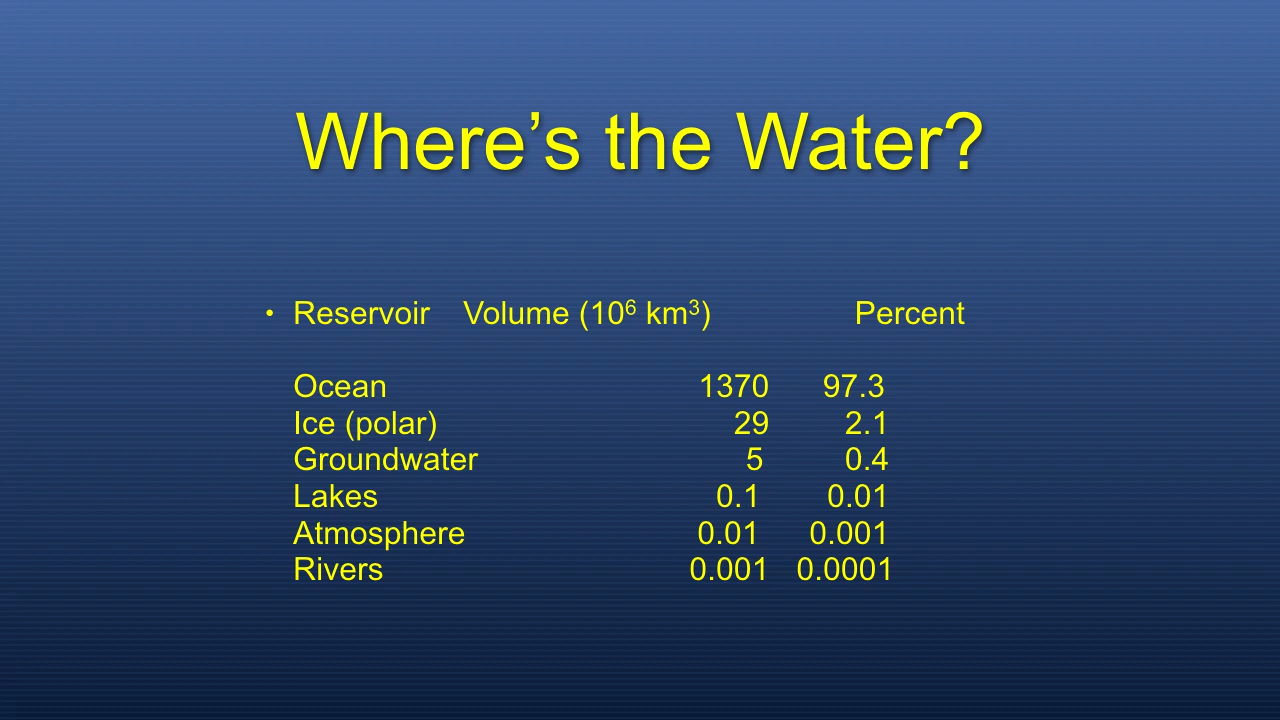 Where’s the Water?
• Reservoir Volume (10⁶ km³) Percent
Ocean 1370 97.3
Ice (polar) 29 2.1
Groundwater 5 0.4
Lakes 0.1 0.01
Atmosphere 0.01 0.001
Rivers 0.001 0.0001